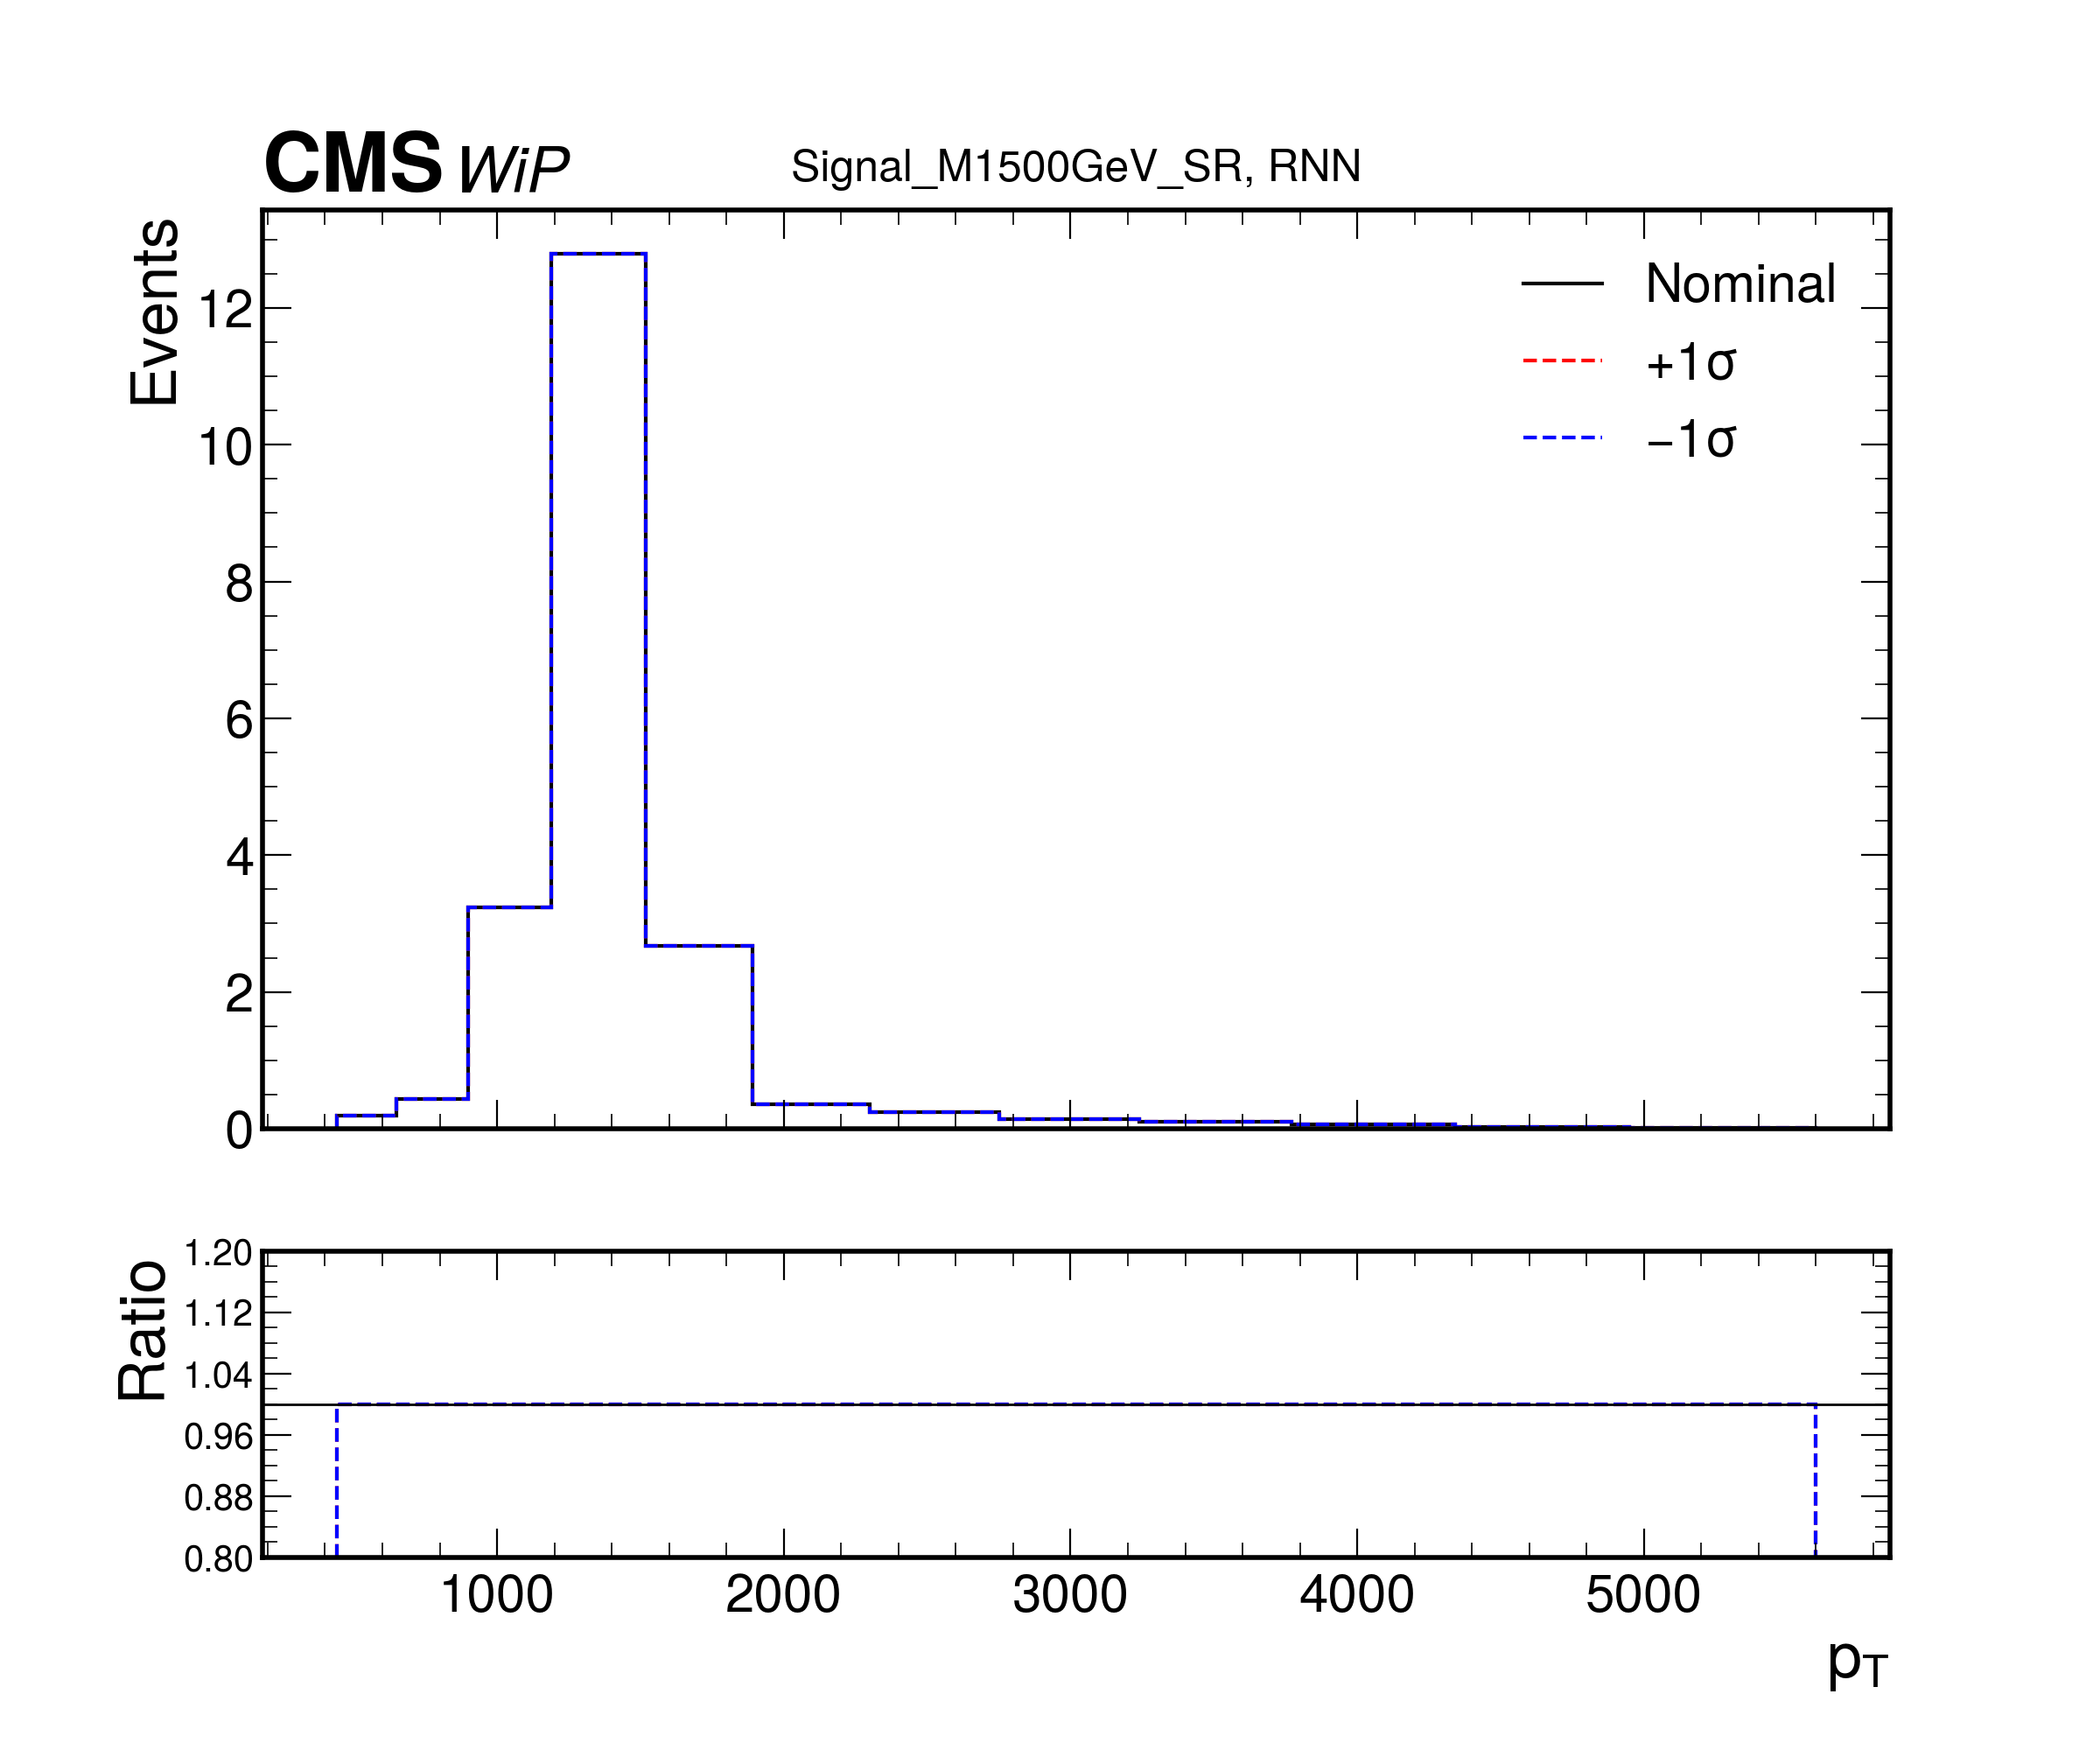 CMS WiP
Signal_M1500GeV_SR, RNN
Events
12
10
8
6
4
2
0
Nominal
+1σ
−1σ
Ratio
1.20
1.12
1.04
0.96
0.88
0.80
1000 2000 3000 4000 5000
pT